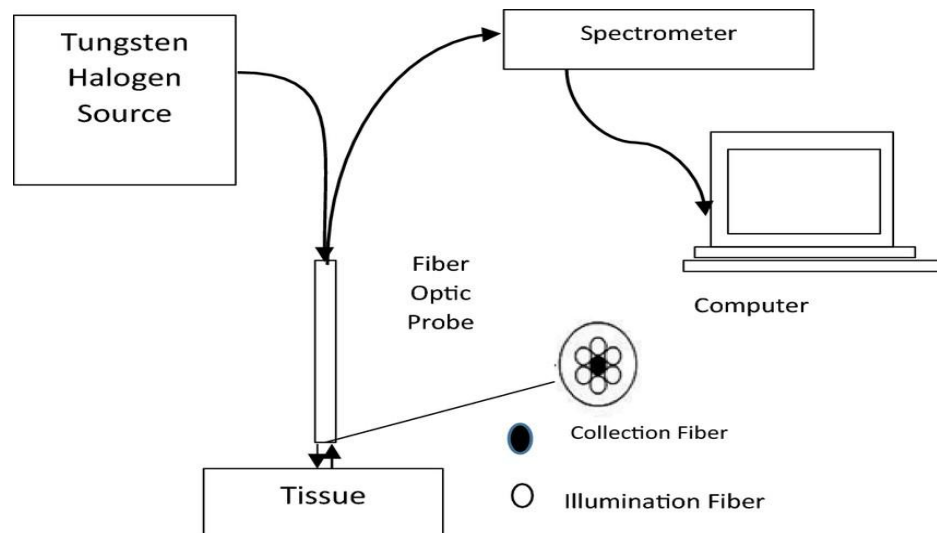 Tungsten
Halogen
Source
Spectrometer
Fiber
Optic
Probe
Computer
Collection Fiber
Illumination Fiber
Tissue